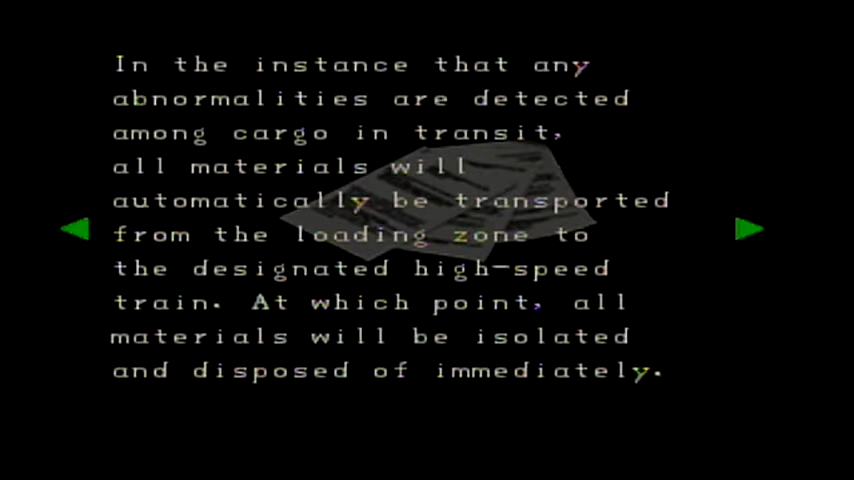 In the instance that any
abnormalities are detected
among cargo in transit,
all materials will
automatically be transported
from the loading zone to
the designated high-speed
train. At which point, all
materials will be isolated
and disposed of immediately.